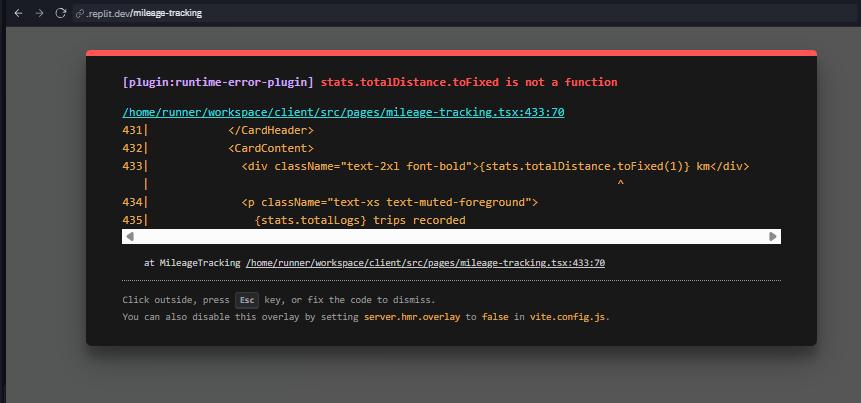 .replit.dev/mileage-tracking
[plugin:runtime-error-plugin] stats.totalDistance.toFixed is not a function
/home/runner/workspace/client/src/pages/mileage-tracking.tsx:433:70
431|            </CardHeader>
432|            <CardContent>
433|              <div className="text-2xl font-bold">{stats.totalDistance.toFixed(1)} km</div>
   |                                                                      ^
434|              <p className="text-xs text-muted-foreground">
435|                {stats.totalLogs} trips recorded
at MileageTracking /home/runner/workspace/client/src/pages/mileage-tracking.tsx:433:70
Click outside, press Esc key, or fix the code to dismiss.
You can also disable this overlay by setting server.hmr.overlay to false in vite.config.js.